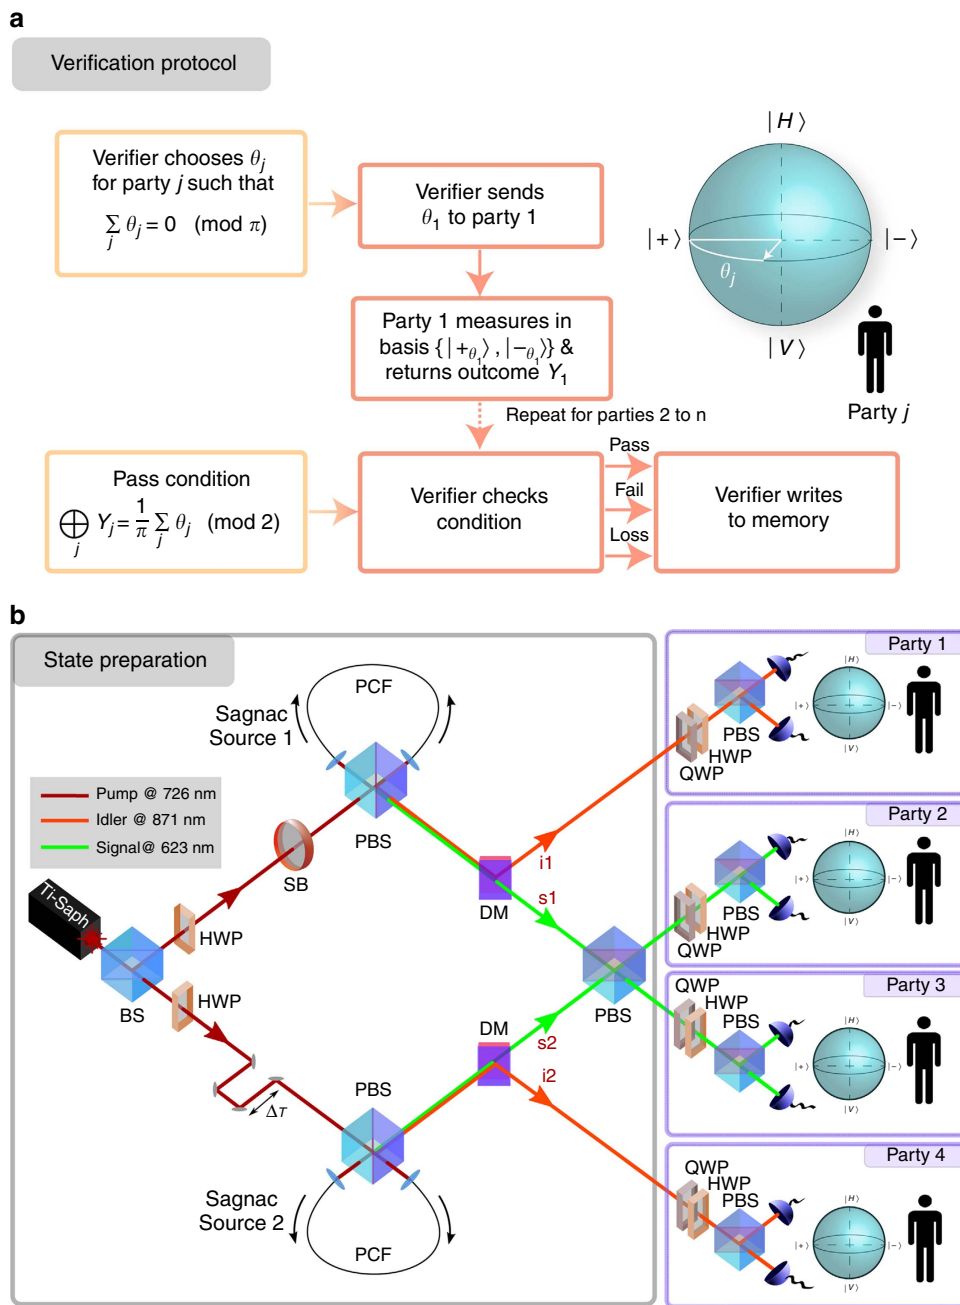 a
Verification protocol
Verifier chooses θj
for party j such that
∑j θj = 0 (mod π)
Verifier sends
θ1 to party 1
Party 1 measures in
basis {|+θ1⟩, |−θ1⟩} &
returns outcome Y1
Repeat for parties 2 to n
Pass condition
⨁j Yj = 1/π ∑j θj (mod 2)
Verifier checks
condition
Pass
Fail
Loss
Verifier writes
to memory
|H⟩
|+⟩
|−⟩
θj
|V⟩
Party j
b
State preparation
Sagnac
Source 1
PCF
PBS
Pump @ 726 nm
Idler @ 871 nm
Signal@ 623 nm
SB
Ti-Saph
HWP
BS
HWP
Δτ
DM
i1
s1
PBS
DM
s2
i2
PBS
Sagnac
Source 2
PCF
Party 1
PBS
HWP
QWP
|H⟩
|+⟩
|−⟩
|V⟩
Party 2
PBS
HWP
QWP
|H⟩
|+⟩
|−⟩
|V⟩
Party 3
QWP
HWP
PBS
|H⟩
|+⟩
|−⟩
|V⟩
Party 4
QWP
HWP
PBS
|H⟩
|+⟩
|−⟩
|V⟩